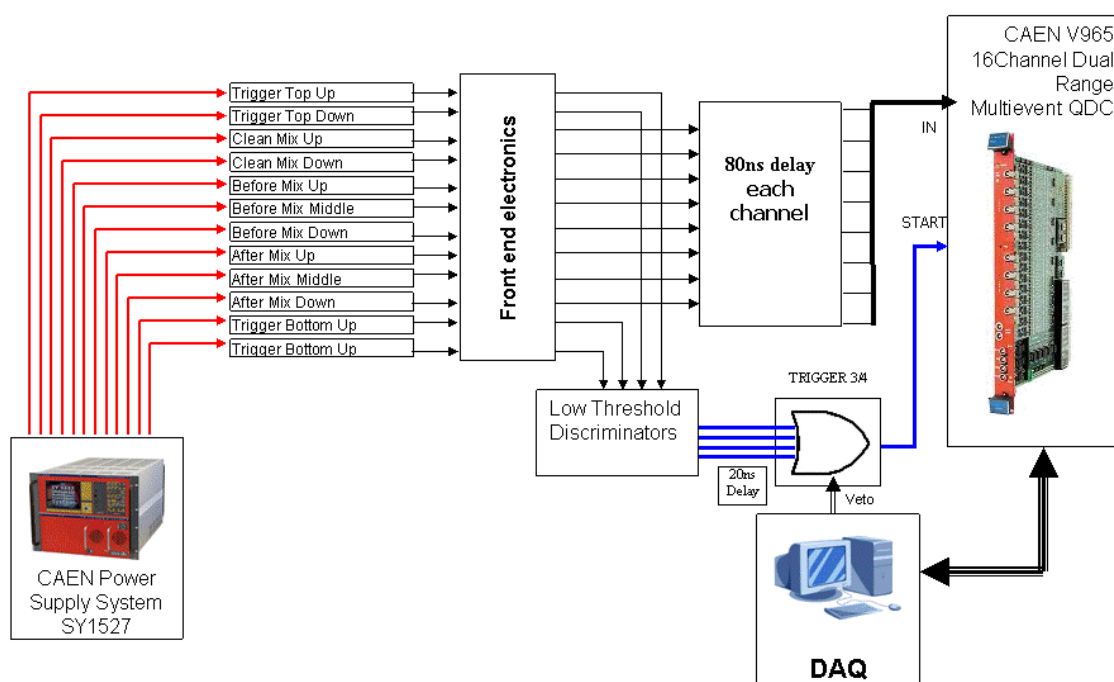 CAEN V965
16Channel Dual
Range
Multievent QDC
IN
START
Trigger Top Up
Trigger Top Down
Clean Mix Up
Clean Mix Down
Before Mix Up
Before Mix Middle
Before Mix Down
After Mix Up
After Mix Middle
After Mix Down
Trigger Bottom Up
Trigger Bottom Up
Front end electronics
80ns delay
each
channel
TRIGGER 3/4
Low Threshold
Discriminators
20ns
Delay
Veto
CAEN Power
Supply System
SY1527
DAQ